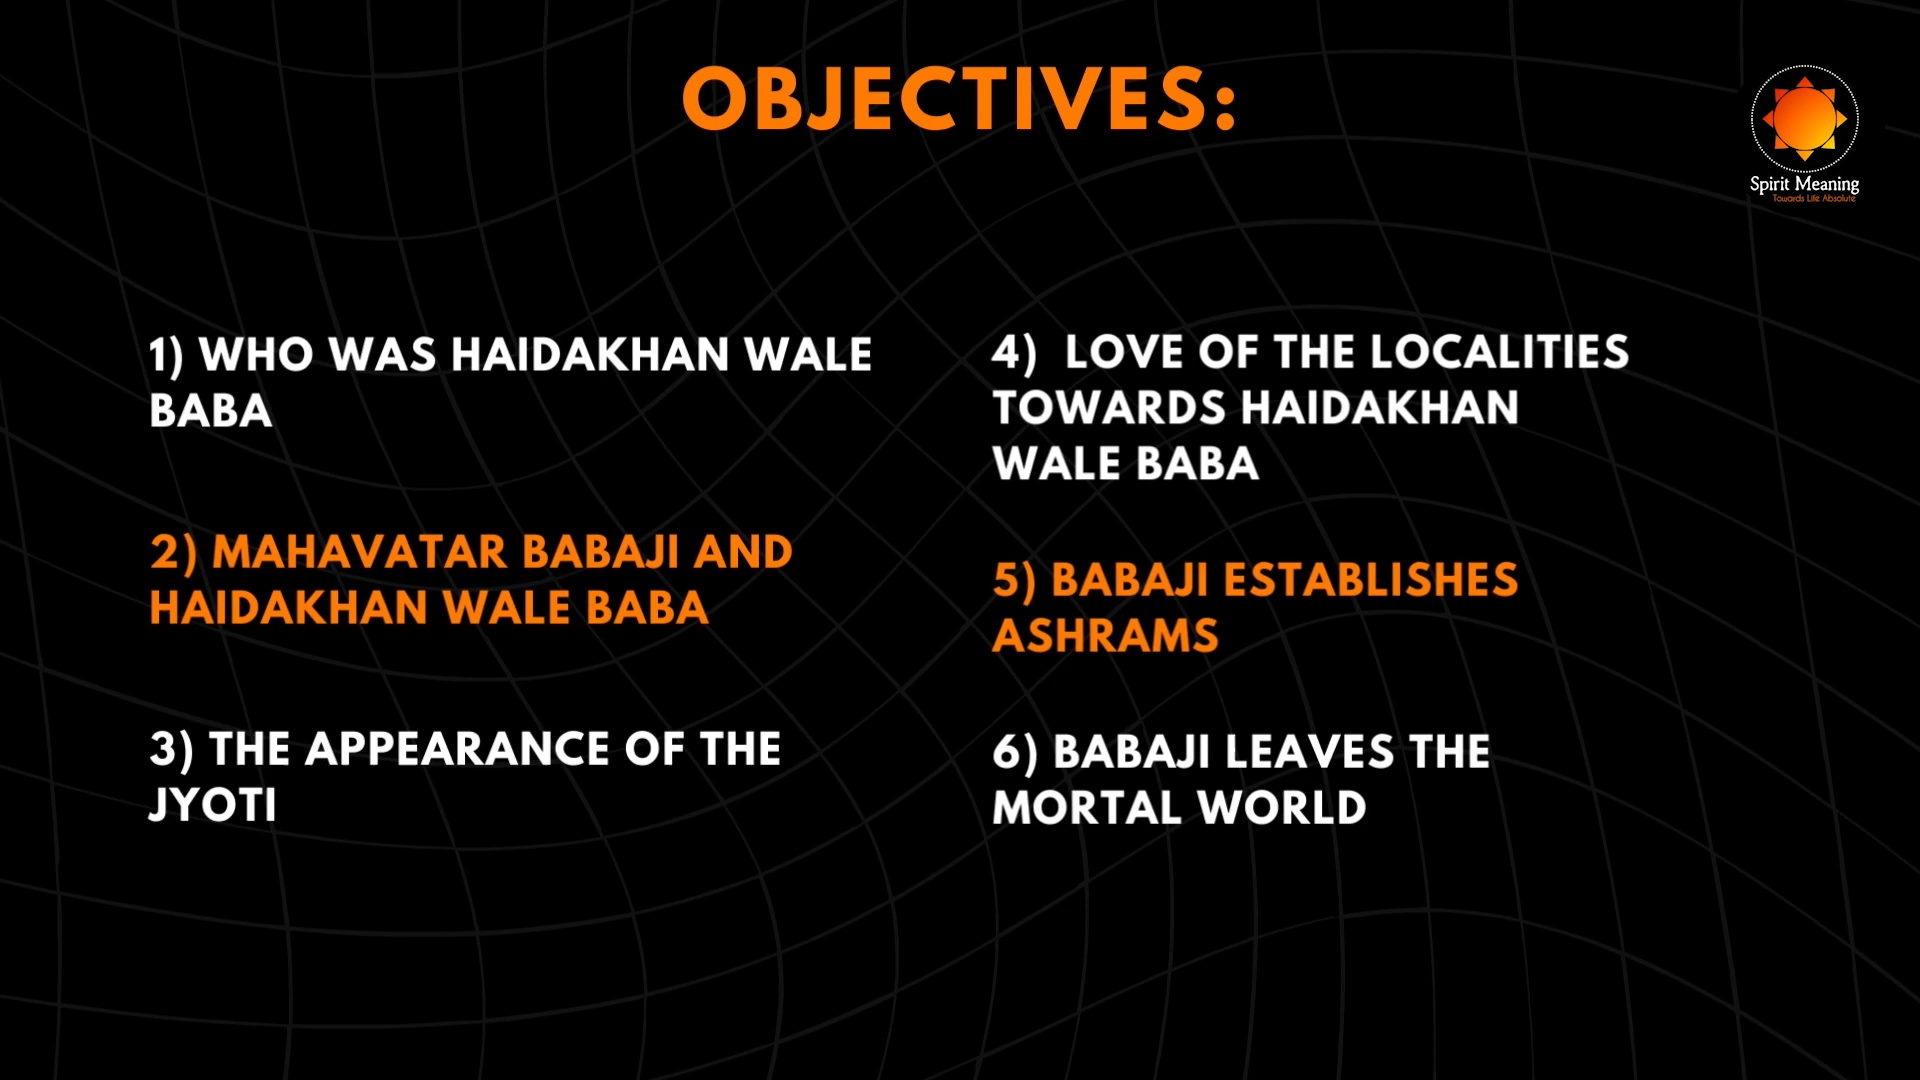 OBJECTIVES:
Spirit Meaning
Towards Life Absolute
1) WHO WAS HAIDAKHAN WALE
BABA
2) MAHAVATAR BABAJI AND
HAIDAKHAN WALE BABA
3) THE APPEARANCE OF THE
JYOTI
4) LOVE OF THE LOCALITIES
TOWARDS HAIDAKHAN
WALE BABA
5) BABAJI ESTABLISHES
ASHRAMS
6) BABAJI LEAVES THE
MORTAL WORLD